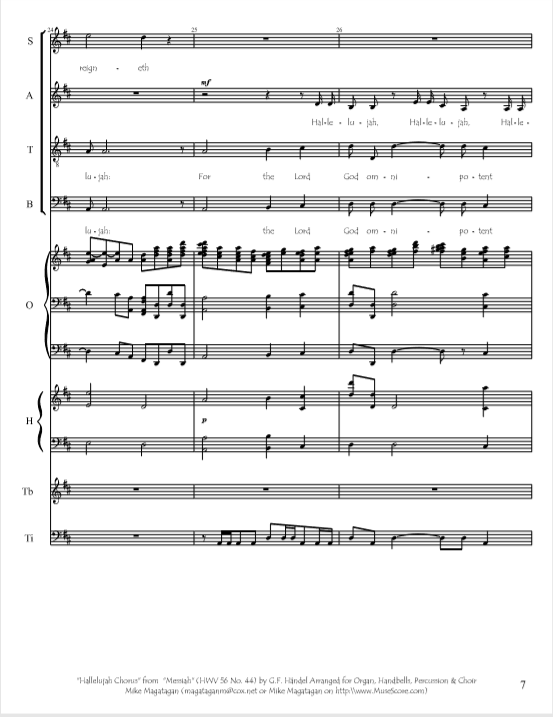 24 25 26
S
reign - eth
mf
A
Hal-le - lu - jah, Hal-le - lu - jah, Hal-le -
T
8
lu - jah: For the Lord God om - ni - po - tent
B
lu - jah: the Lord God om - ni - po - tent
O
H
p
Tb
Ti
"Hallelujah Chorus" from "Messiah" (HWV 56 No. 44) by G.F. Händel Arranged for Organ, Handbells, Percussion & Choir
Mike Magatagan (magataganm@cox.net or Mike Magatagan on http:\\www.MuseScore.com)
7